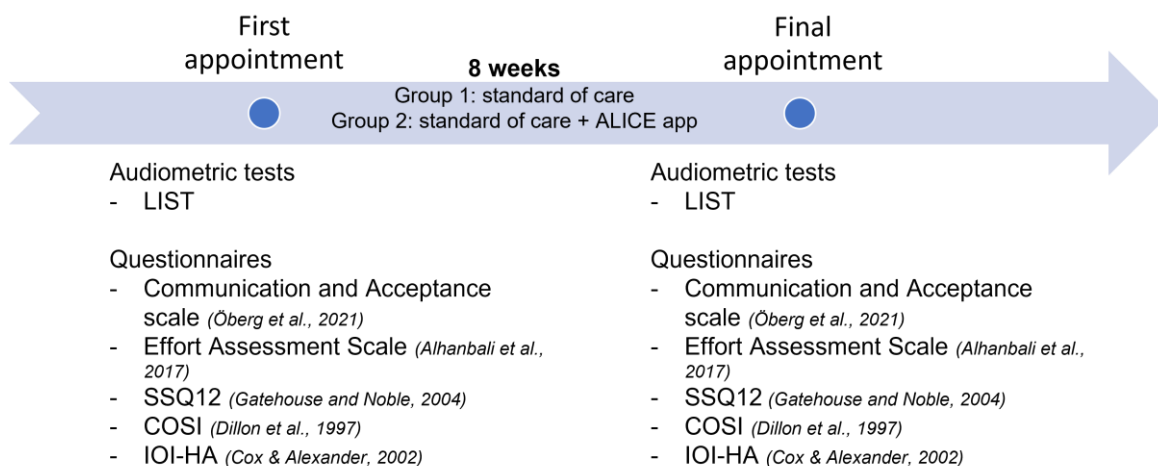 First
appointment
8 weeks
Group 1: standard of care
Group 2: standard of care + ALICE app
Final
appointment
Audiometric tests
- LIST
Questionnaires
- Communication and Acceptance
scale (Öberg et al., 2021)
- Effort Assessment Scale (Alhanbali et al.,
2017)
- SSQ12 (Gatehouse and Noble, 2004)
- COSI (Dillon et al., 1997)
- IOI-HA (Cox & Alexander, 2002)
Audiometric tests
- LIST
Questionnaires
- Communication and Acceptance
scale (Öberg et al., 2021)
- Effort Assessment Scale (Alhanbali et al.,
2017)
- SSQ12 (Gatehouse and Noble, 2004)
- COSI (Dillon et al., 1997)
- IOI-HA (Cox & Alexander, 2002)